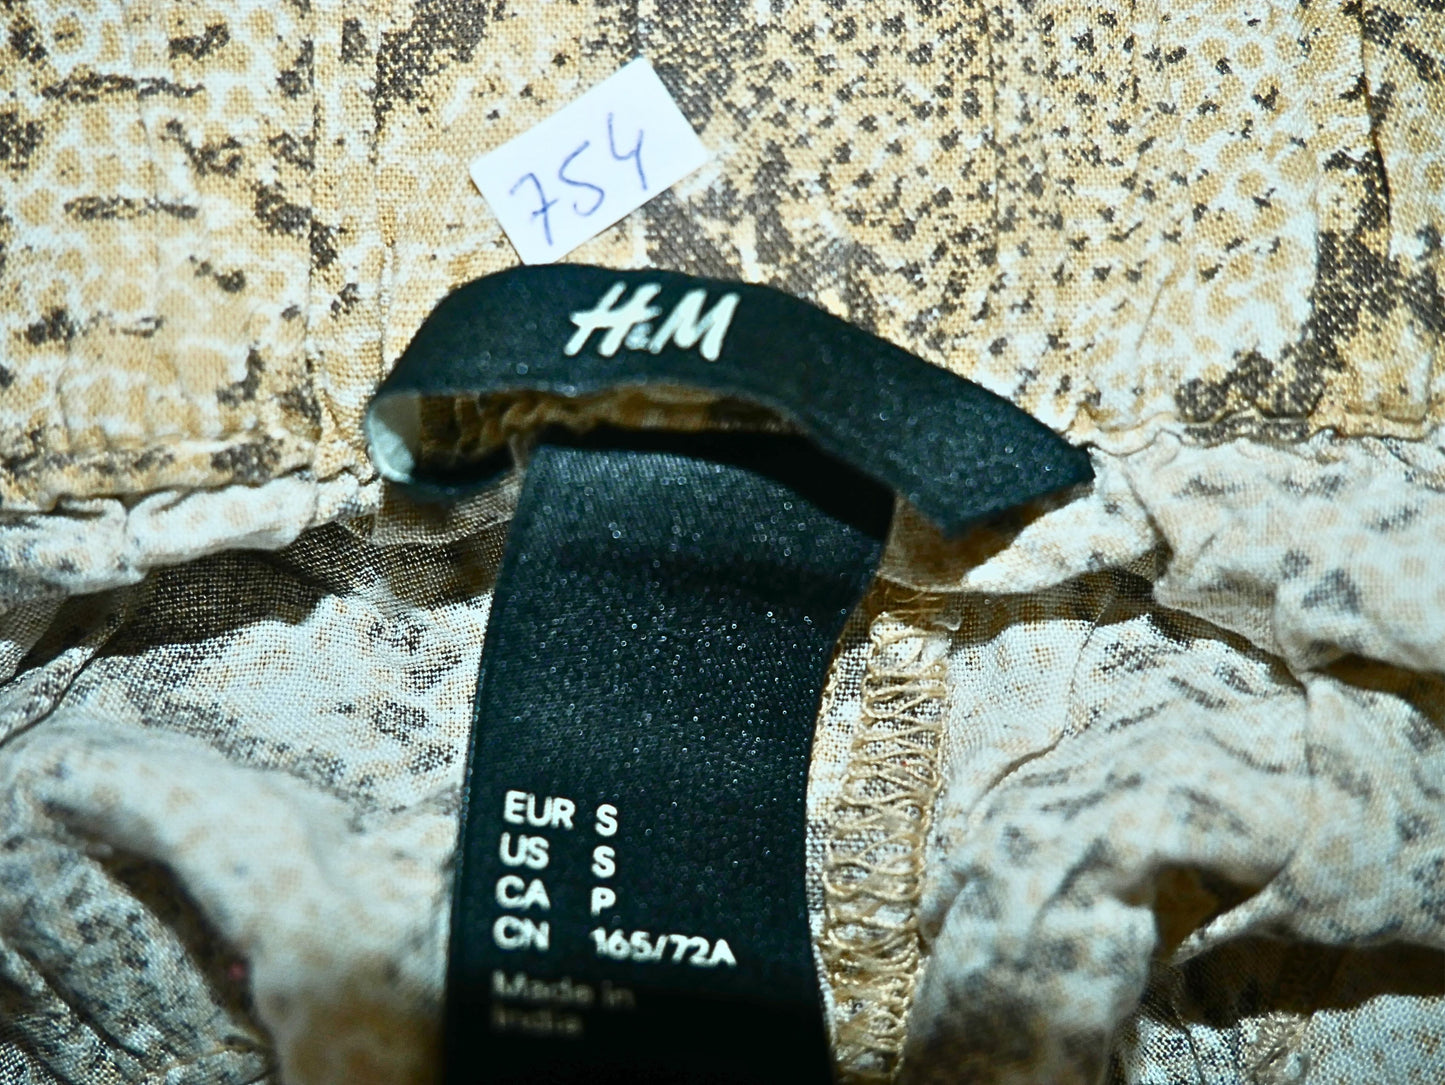 754
H&M
EUR S
US S
CA P
CN 165/72A
Made in
India